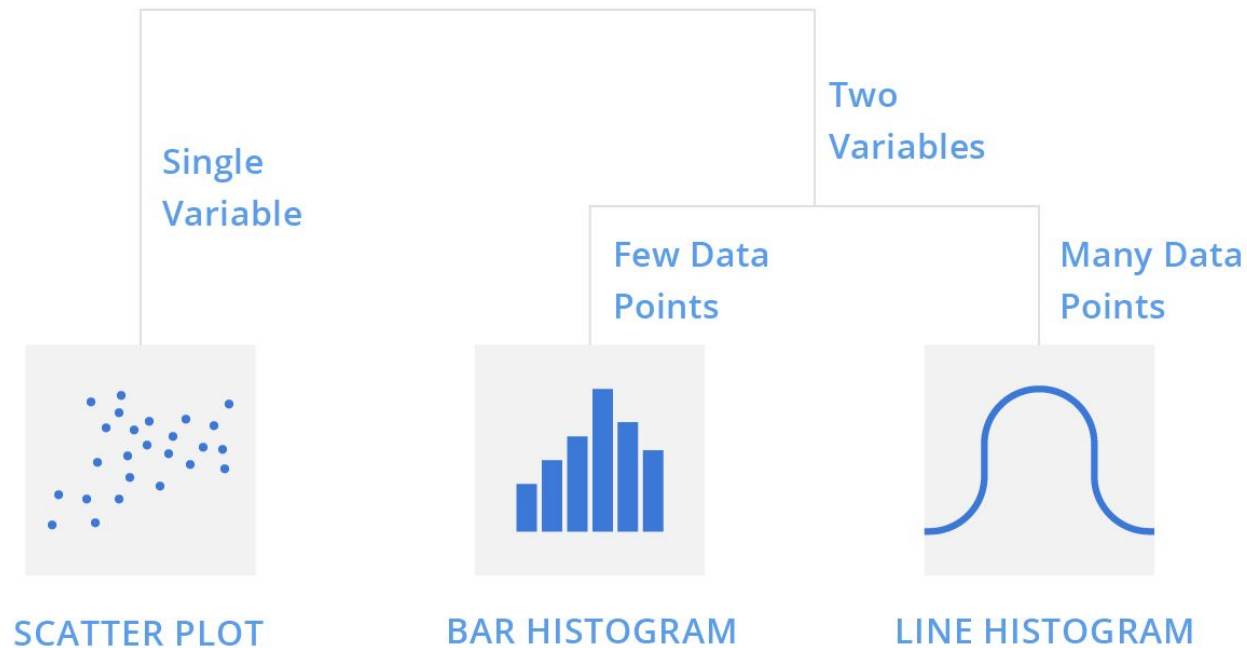 Single
Variable
Two
Variables
Few Data
Points
Many Data
Points
SCATTER PLOT
BAR HISTOGRAM
LINE HISTOGRAM